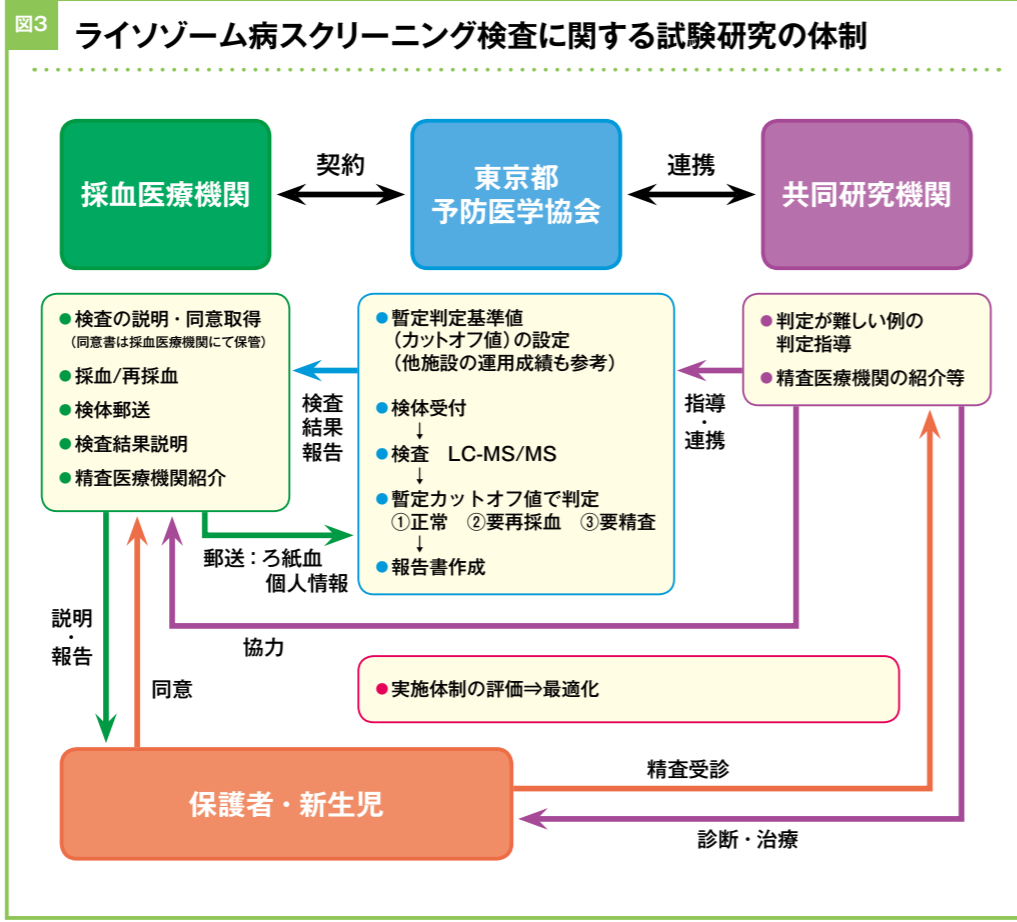 図3
ライソゾーム病スクリーニング検査に関する試験研究の体制
採血医療機関
契約
東京都
予防医学協会
連携
共同研究機関
●検査の説明・同意取得
（同意書は採血医療機関にて保管）
●採血/再採血
●検体郵送
●検査結果説明
●精査医療機関紹介
検査
結果
報告
●暫定判定基準値
（カットオフ値）の設定
（他施設の運用成績も参考）
●検体受付
↓
●検査　LC-MS/MS
↓
●暫定カットオフ値で判定
①正常　②要再採血　③要精査
↓
●報告書作成
指導
・
連携
●判定が難しい例の
判定指導
●精査医療機関の紹介等
郵送：ろ紙血
個人情報
説明
・
報告
同意
協力
●実施体制の評価⇒最適化
保護者・新生児
精査受診
診断・治療